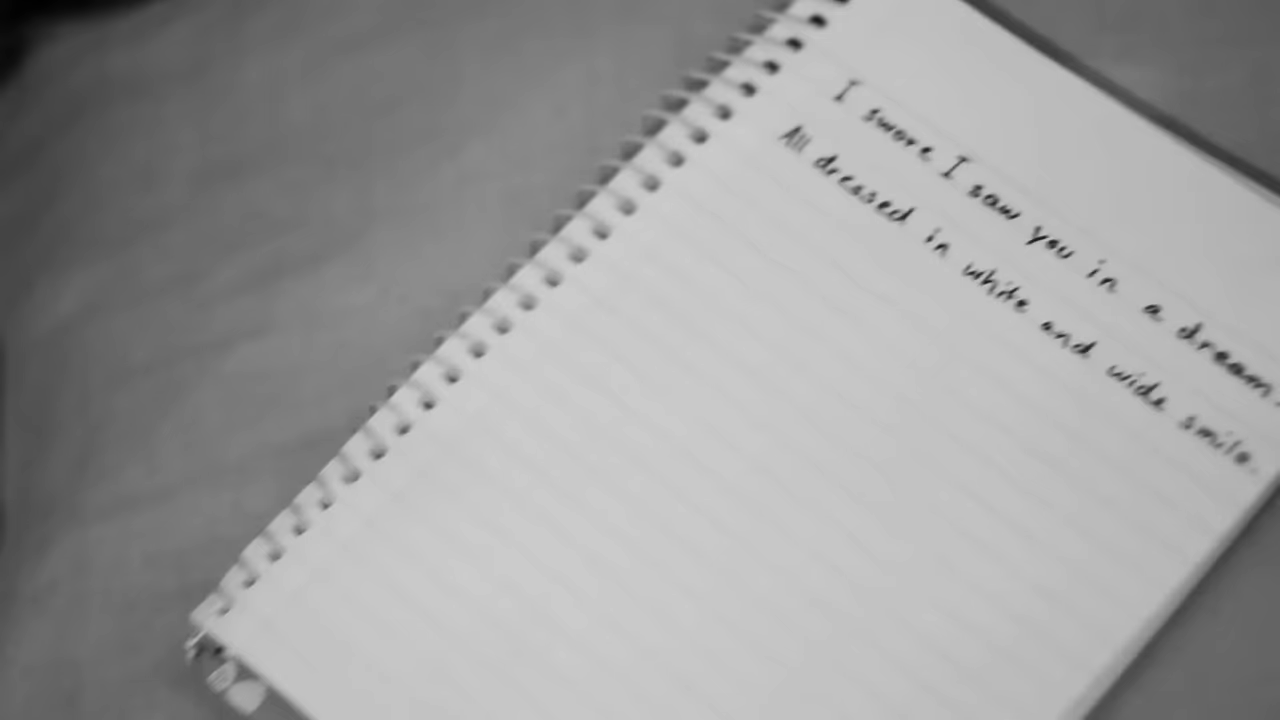 I swore I saw you in a dream.
All dressed in white and wide smile.